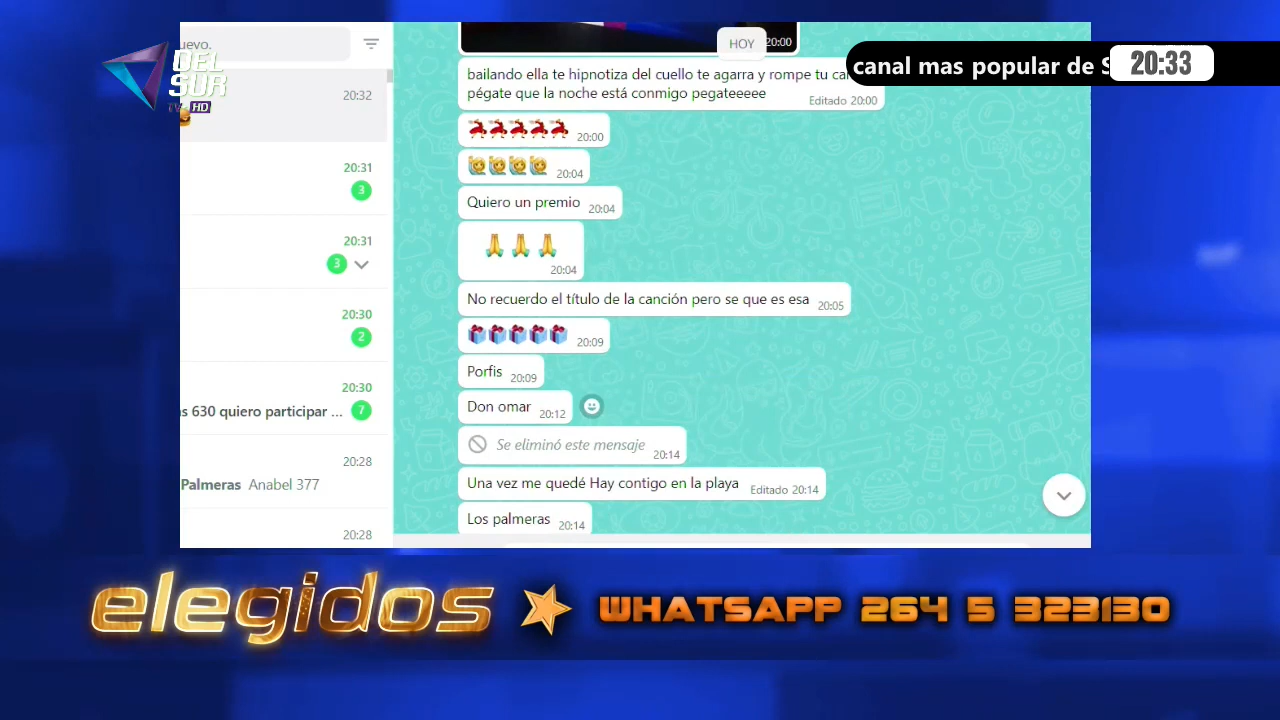 uevo.
DEL
SUR
TV HD
20:32
20:31
3
20:31
3
20:30
2
20:30
s 630 quiero participar ...
7
20:28
Palmeras Anabel 377
20:28
20:00
HOY
bailando ella te hipnotiza del cuello te agarra y rompe tu ca
pégate que la noche está conmigo pegateeeee
Editado 20:00
20:00
20:04
Quiero un premio 20:04
20:04
No recuerdo el título de la canción pero se que es esa 20:05
20:09
Porfis 20:09
Don omar 20:12
Se eliminó este mensaje 20:14
Una vez me quedé Hay contigo en la playa Editado 20:14
Los palmeras 20:14
canal mas popular de S
20:33
elegidos
WHATSAPP 264 5 323130